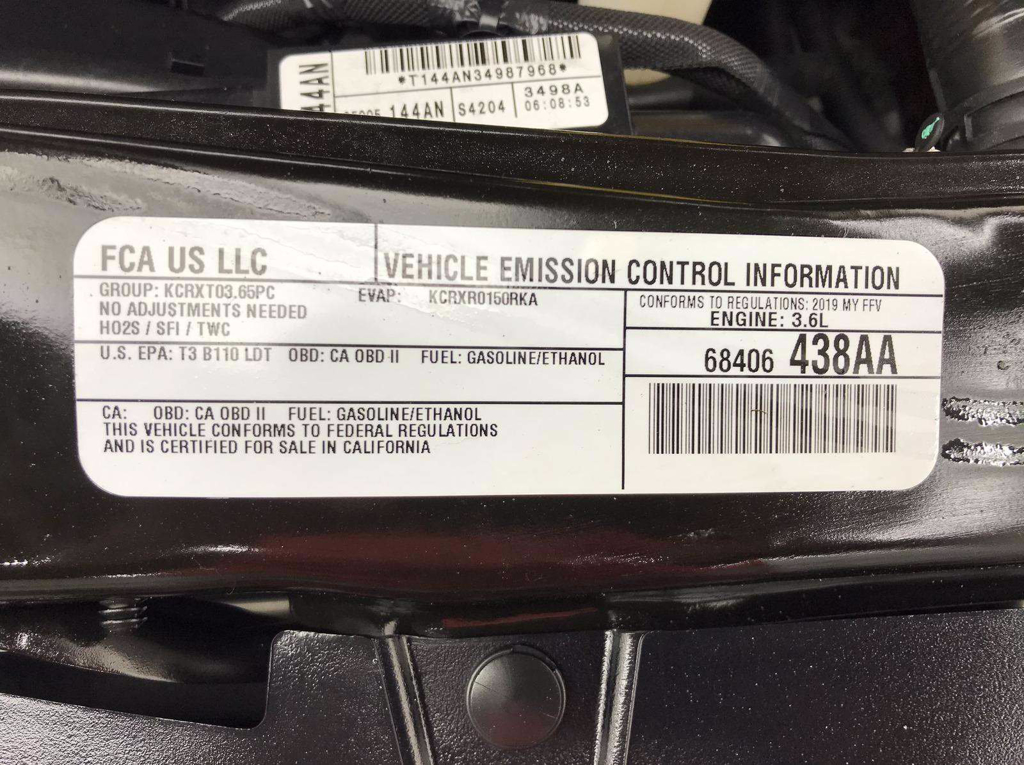 *T144AN34987968*
44AN
144AN S4204 3498A
06:08:53
FCA US LLC
VEHICLE EMISSION CONTROL INFORMATION
GROUP: KCRXT03.65PC EVAP: KCRXR0150RKA
NO ADJUSTMENTS NEEDED
HO2S / SFI / TWC
CONFORMS TO REGULATIONS: 2019 MY FFV
ENGINE: 3.6L
U.S. EPA: T3 B110 LDT OBD: CA OBD II FUEL: GASOLINE/ETHANOL
68406 438AA
CA: OBD: CA OBD II FUEL: GASOLINE/ETHANOL
THIS VEHICLE CONFORMS TO FEDERAL REGULATIONS
AND IS CERTIFIED FOR SALE IN CALIFORNIA